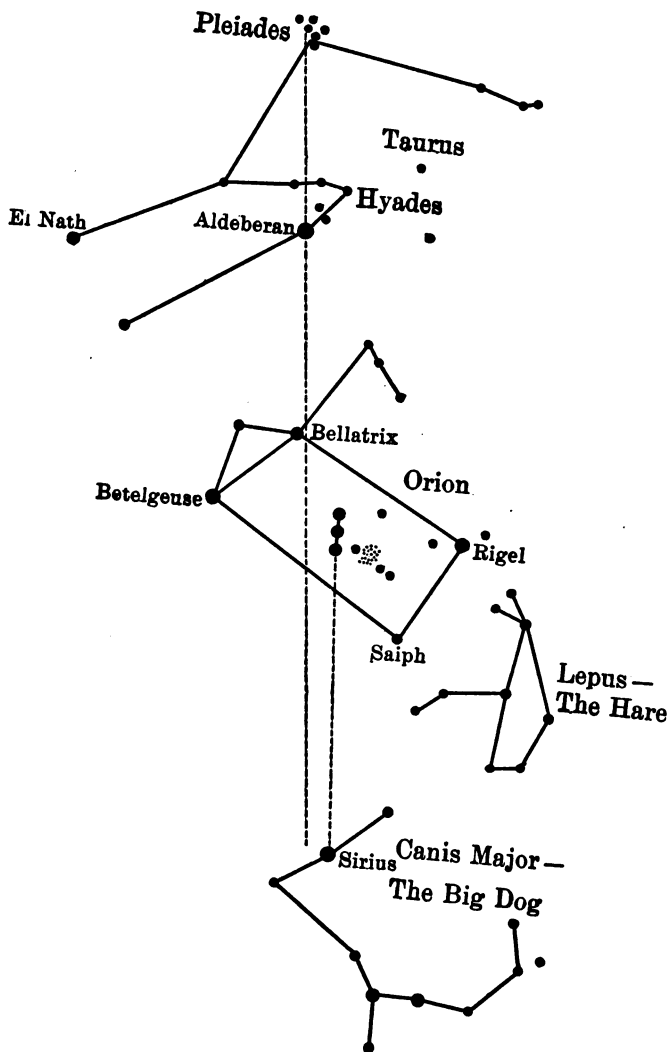 Pleiades
Taurus
Hyades
El Nath
Aldeberan
Bellatrix
Orion
Betelgeuse
Rigel
Saiph
Lepus—
The Hare
Sirius
Canis Major—
The Big Dog